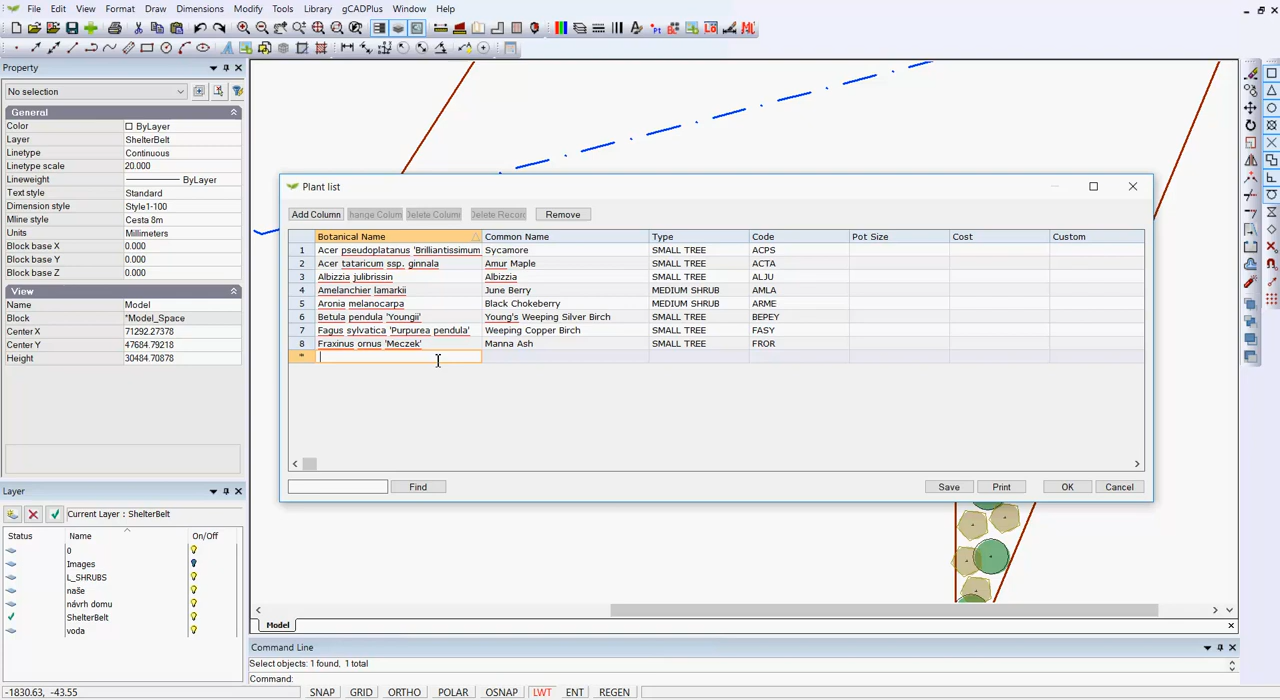 File Edit View Format Draw Dimensions Modify Tools Library gCADPlus Window Help
Property
No selection
General
Color ByLayer
Layer ShelterBelt
Linetype Continuous
Linetype scale 20.000
Lineweight ByLayer
Text style Standard
Dimension style Style1-100
Mline style Cesta 8m
Units Millimeters
Block base X 0.000
Block base Y 0.000
Block base Z 0.000
View
Name Model
Block *Model_Space
Center X 71292.27378
Center Y 47684.79218
Height 30484.70878
Layer
Current Layer : ShelterBelt
Status Name On/Off
0
Images
L_SHRUBS
naše
návrh domu
ShelterBelt
voda
Plant list
Add Column hange Colum Delete Column Delete Recor Remove
Botanical Name Common Name Type Code Pot Size Cost Custom
1 Acer pseudoplatanus 'Brilliantissimum Sycamore SMALL TREE ACPS
2 Acer tataricum ssp. ginnala Amur Maple SMALL TREE ACTA
3 Albizzia julibrissin Albizzia SMALL TREE ALJU
4 Amelanchier lamarkii June Berry MEDIUM SHRUB AMLA
5 Aronia melanocarpa Black Chokeberry MEDIUM SHRUB ARME
6 Betula pendula 'Youngii' Young's Weeping Silver Birch SMALL TREE BEPEY
7 Fagus sylvatica 'Purpurea pendula' Weeping Copper Birch SMALL TREE FASY
8 Fraxinus ornus 'Meczek' Manna Ash SMALL TREE FROR
*
Find Save Print OK Cancel
Model
Command Line
Select objects: 1 found, 1 total
Command:
-1830.63, -43.55 SNAP GRID ORTHO POLAR OSNAP LWT ENT REGEN